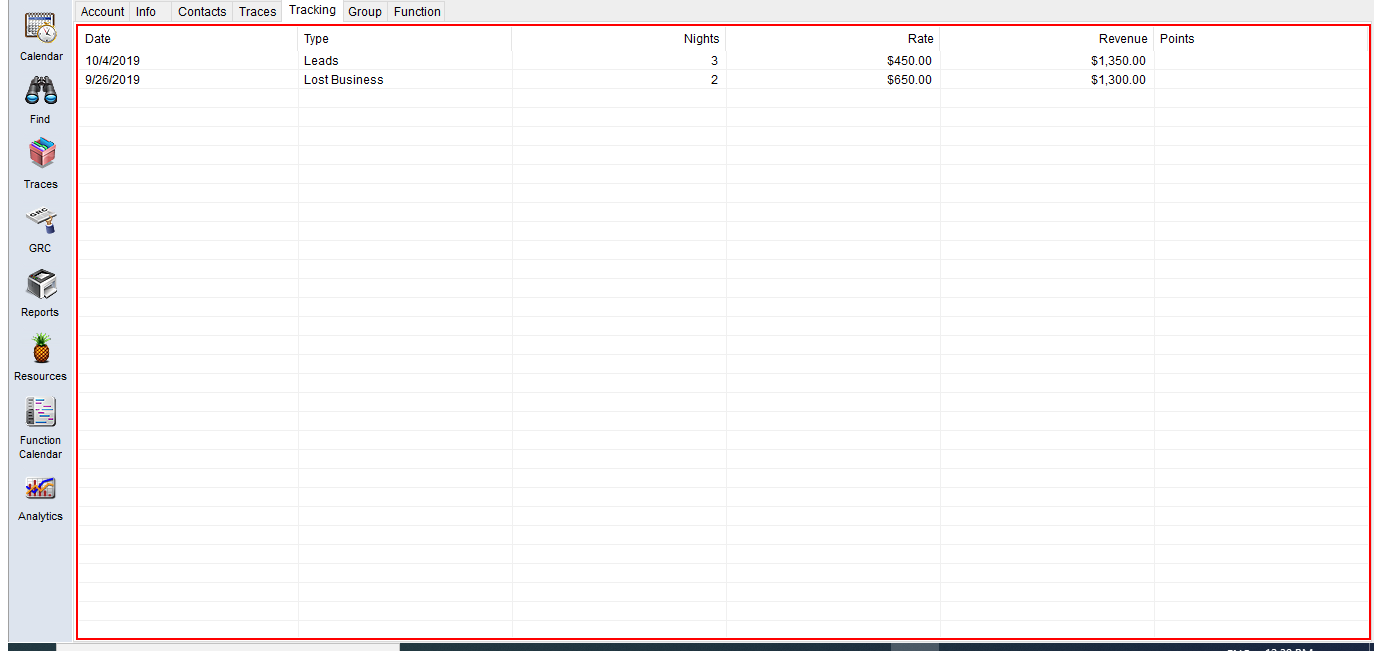 Account Info Contacts Traces Tracking Group Function
Date Type Nights Rate Revenue Points
10/4/2019 Leads 3 $450.00 $1,350.00
9/26/2019 Lost Business 2 $650.00 $1,300.00
Calendar
Find
Traces
GRC
GRC
Reports
Resources
Function
Calendar
Analytics